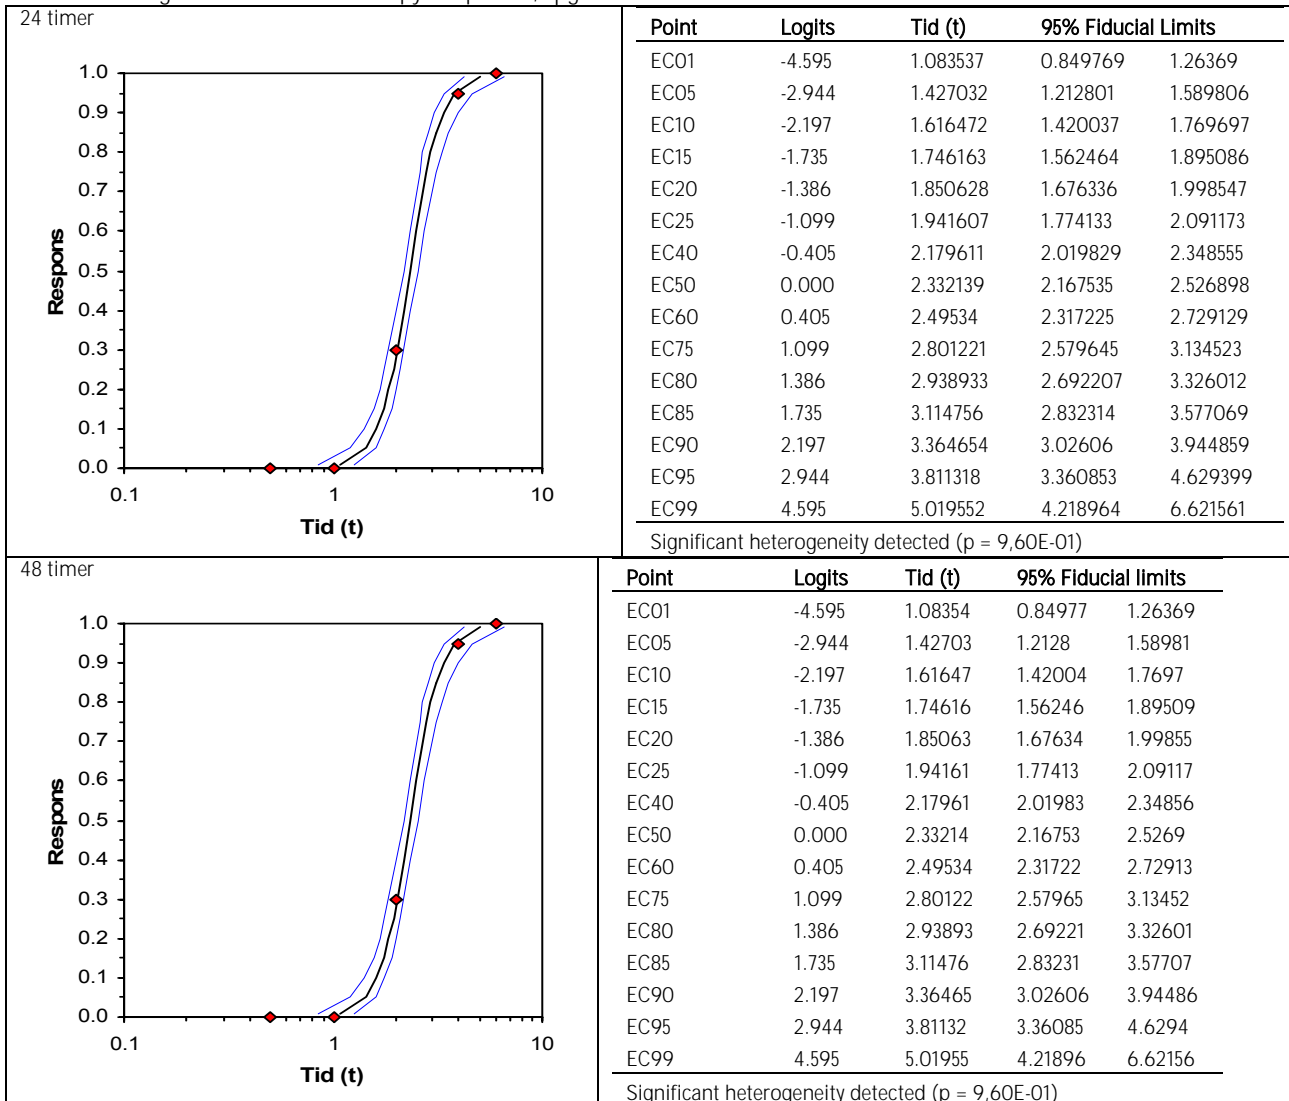 24 timer
1.0
0.9
0.8
0.7
0.6
0.5
0.4
0.3
0.2
0.1
0.0
Respons
0.1 1 10
Tid (t)
Point Logits Tid (t) 95% Fiducial Limits
EC01 -4.595 1.083537 0.849769 1.26369
EC05 -2.944 1.427032 1.212801 1.589806
EC10 -2.197 1.616472 1.420037 1.769697
EC15 -1.735 1.746163 1.562464 1.895086
EC20 -1.386 1.850628 1.676336 1.998547
EC25 -1.099 1.941607 1.774133 2.091173
EC40 -0.405 2.179611 2.019829 2.348555
EC50 0.000 2.332139 2.167535 2.526898
EC60 0.405 2.49534 2.317225 2.729129
EC75 1.099 2.801221 2.579645 3.134523
EC80 1.386 2.938933 2.692207 3.326012
EC85 1.735 3.114756 2.832314 3.577069
EC90 2.197 3.364654 3.02606 3.944859
EC95 2.944 3.811318 3.360853 4.629399
EC99 4.595 5.019552 4.218964 6.621561
Significant heterogeneity detected (p = 9,60E-01)
48 timer
1.0
0.9
0.8
0.7
0.6
0.5
0.4
0.3
0.2
0.1
0.0
Respons
0.1 1 10
Tid (t)
Point Logits Tid (t) 95% Fiducial limits
EC01 -4.595 1.08354 0.84977 1.26369
EC05 -2.944 1.42703 1.2128 1.58981
EC10 -2.197 1.61647 1.42004 1.7697
EC15 -1.735 1.74616 1.56246 1.89509
EC20 -1.386 1.85063 1.67634 1.99855
EC25 -1.099 1.94161 1.77413 2.09117
EC40 -0.405 2.17961 2.01983 2.34856
EC50 0.000 2.33214 2.16753 2.5269
EC60 0.405 2.49534 2.31722 2.72913
EC75 1.099 2.80122 2.57965 3.13452
EC80 1.386 2.93893 2.69221 3.32601
EC85 1.735 3.11476 2.83231 3.57707
EC90 2.197 3.36465 3.02606 3.94486
EC95 2.944 3.81132 3.36085 4.6294
EC99 4.595 5.01955 4.21896 6.62156
Significant heterogeneity detected (p = 9,60E-01)